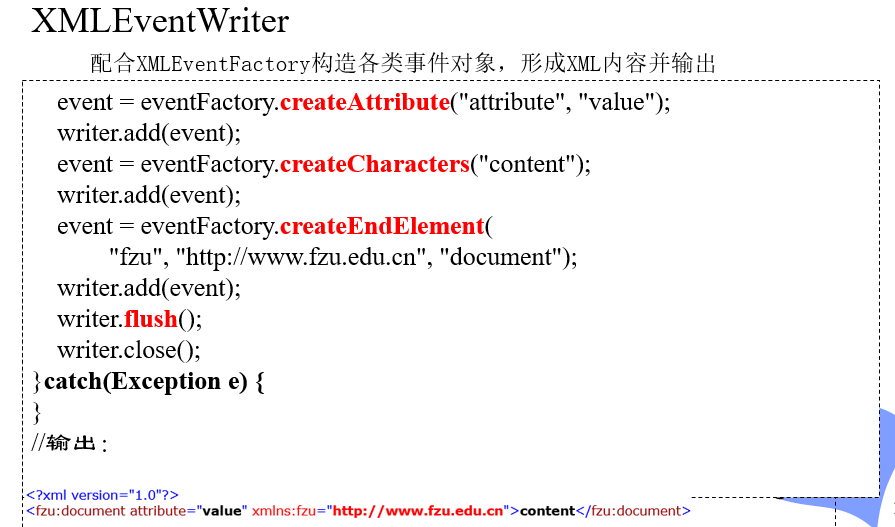 XMLEventWriter
配合XMLEventFactory构造各类事件对象，形成XML内容并输出
event = eventFactory.createAttribute("attribute", "value");
writer.add(event);
event = eventFactory.createCharacters("content");
writer.add(event);
event = eventFactory.createEndElement(
"fzu", "http://www.fzu.edu.cn", "document");
writer.add(event);
writer.flush();
writer.close();
}catch(Exception e) {
}
//输出：
<?xml version="1.0"?>
<fzu:document attribute="value" xmlns:fzu="http://www.fzu.edu.cn">content</fzu:document>